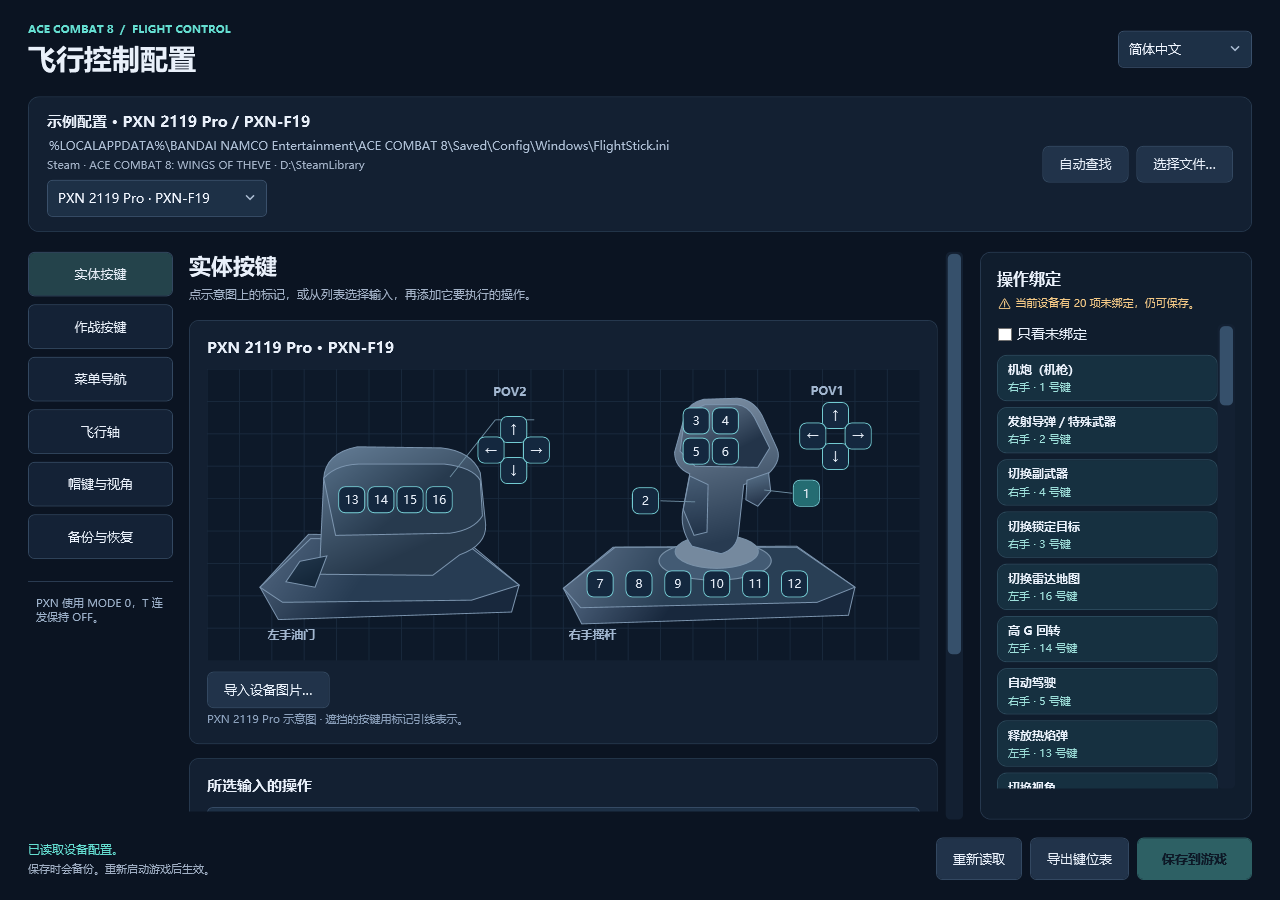 ACE COMBAT 8 / FLIGHT CONTROL
飞行控制配置
简体中文
示例配置 • PXN 2119 Pro / PXN-F19
%LOCALAPPDATA%\BANDAI NAMCO Entertainment\ACE COMBAT 8\Saved\Config\Windows\FlightStick.ini
Steam · ACE COMBAT 8: WINGS OF THEVE · D:\SteamLibrary
PXN 2119 Pro · PXN-F19
自动查找
选择文件...
实体按键
作战按键
菜单导航
飞行轴
帽键与视角
备份与恢复
PXN 使用 MODE 0，T 连
发保持 OFF。
实体按键
点示意图上的标记，或从列表选择输入，再添加它要执行的操作。
PXN 2119 Pro • PXN-F19
POV2
↑
← →
↓
13 14 15 16
左手油门
POV1
↑
← →
↓
3 4
5 6
2
1
7 8 9 10 11 12
右手摇杆
导入设备图片...
PXN 2119 Pro 示意图 · 遮挡的按键用标记引线表示。
所选输入的操作
操作绑定
⚠ 当前设备有 20 项未绑定，仍可保存。
只看未绑定
机炮（机枪）
右手 · 1 号键
发射导弹 / 特殊武器
右手 · 2 号键
切换副武器
右手 · 4 号键
切换锁定目标
右手 · 3 号键
切换雷达地图
左手 · 16 号键
高 G 回转
左手 · 14 号键
自动驾驶
右手 · 5 号键
释放热焰弹
左手 · 13 号键
切换视角
已读取设备配置。
保存时会备份。重新启动游戏后生效。
重新读取
导出键位表
保存到游戏